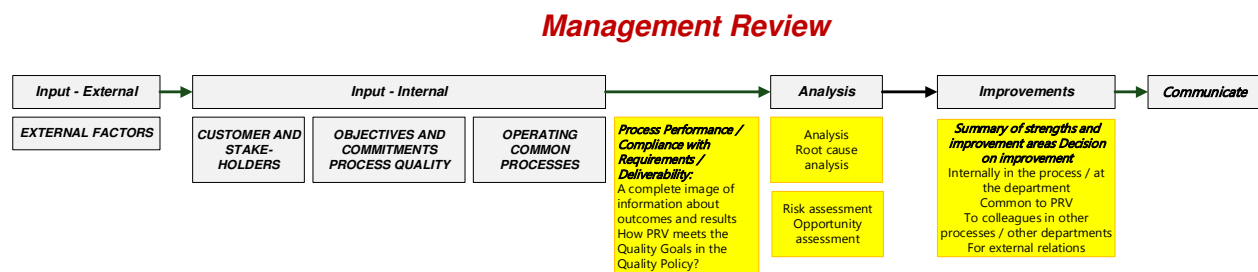 Management Review
Input - External
Input - Internal
Analysis
Improvements
Communicate
EXTERNAL FACTORS
CUSTOMER AND
STAKE-
HOLDERS
OBJECTIVES AND
COMMITMENTS
PROCESS QUALITY
OPERATING
COMMON
PROCESSES
Process Performance /
Compliance with
Requirements /
Deliverability:
A complete image of
information about
outcomes and results
How PRV meets the
Quality Goals in the
Quality Policy?
Analysis
Root cause
analysis
Risk assessment
Opportunity
assessment
Summary of strengths and
improvement areas Decision
on improvement
Internally in the process / at
the department
Common to PRV
To colleagues in other
processes / other departments
For external relations